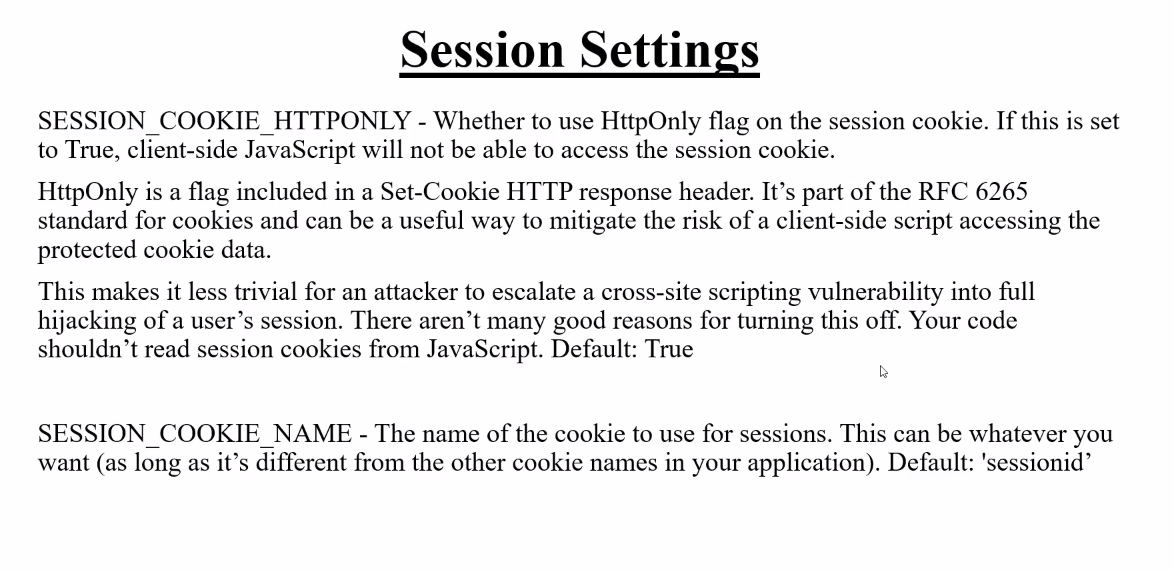 Session Settings
SESSION_COOKIE_HTTPONLY - Whether to use HttpOnly flag on the session cookie. If this is set
to True, client-side JavaScript will not be able to access the session cookie.
HttpOnly is a flag included in a Set-Cookie HTTP response header. It’s part of the RFC 6265
standard for cookies and can be a useful way to mitigate the risk of a client-side script accessing the
protected cookie data.
This makes it less trivial for an attacker to escalate a cross-site scripting vulnerability into full
hijacking of a user’s session. There aren’t many good reasons for turning this off. Your code
shouldn’t read session cookies from JavaScript. Default: True
SESSION_COOKIE_NAME - The name of the cookie to use for sessions. This can be whatever you
want (as long as it’s different from the other cookie names in your application). Default: 'sessionid’